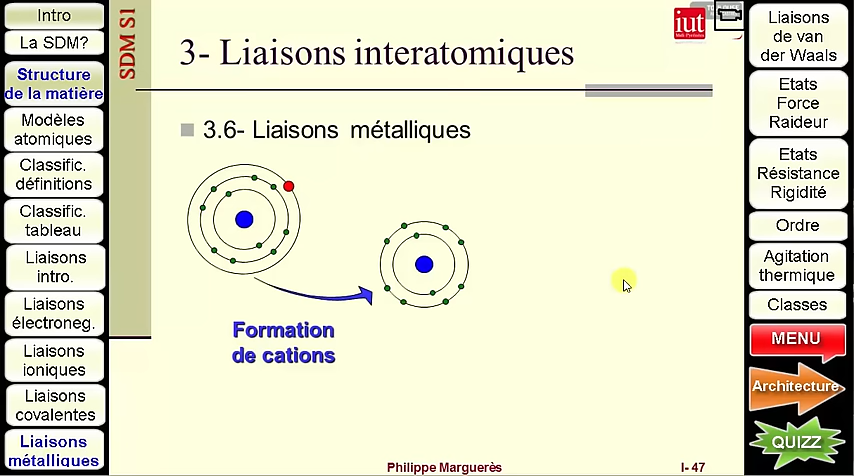 Intro
La SDM?
Structure
de la matière
Modèles
atomiques
Classific.
définitions
Classific.
tableau
Liaisons
intro.
Liaisons
électroneg.
Liaisons
ioniques
Liaisons
covalentes
Liaisons
métalliques
SDM S1
3- Liaisons interatomiques
3.6- Liaisons métalliques
Formation
de cations
Philippe Marguerès
I- 47
iut
Liaisons
de van
der Waals
Etats
Force
Raideur
Etats
Résistance
Rigidité
Ordre
Agitation
thermique
Classes
MENU
Architecture
QUIZZ